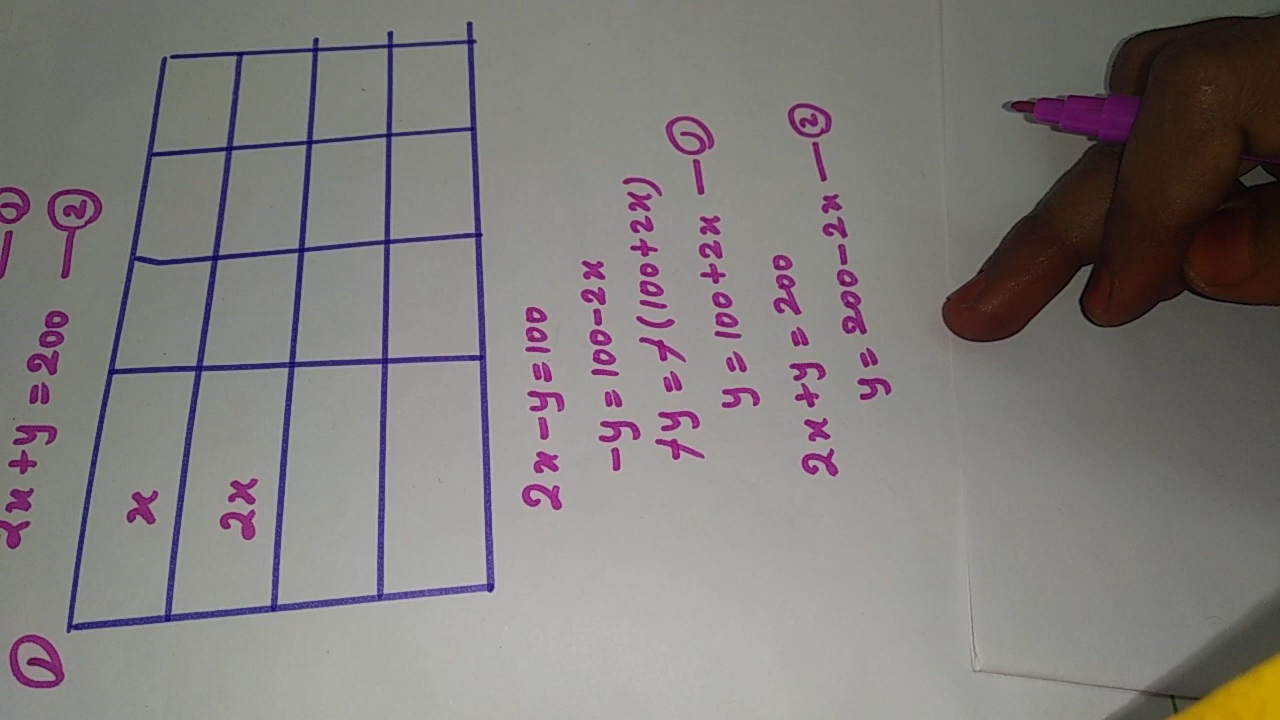 — ①
① 2x + y = 200 — ②
x
2x
2x - y = 100
-y = 100 - 2x
+y = +(100 + 2x)
y = 100 + 2x — ①
2x + y = 200
y = 200 - 2x — ②